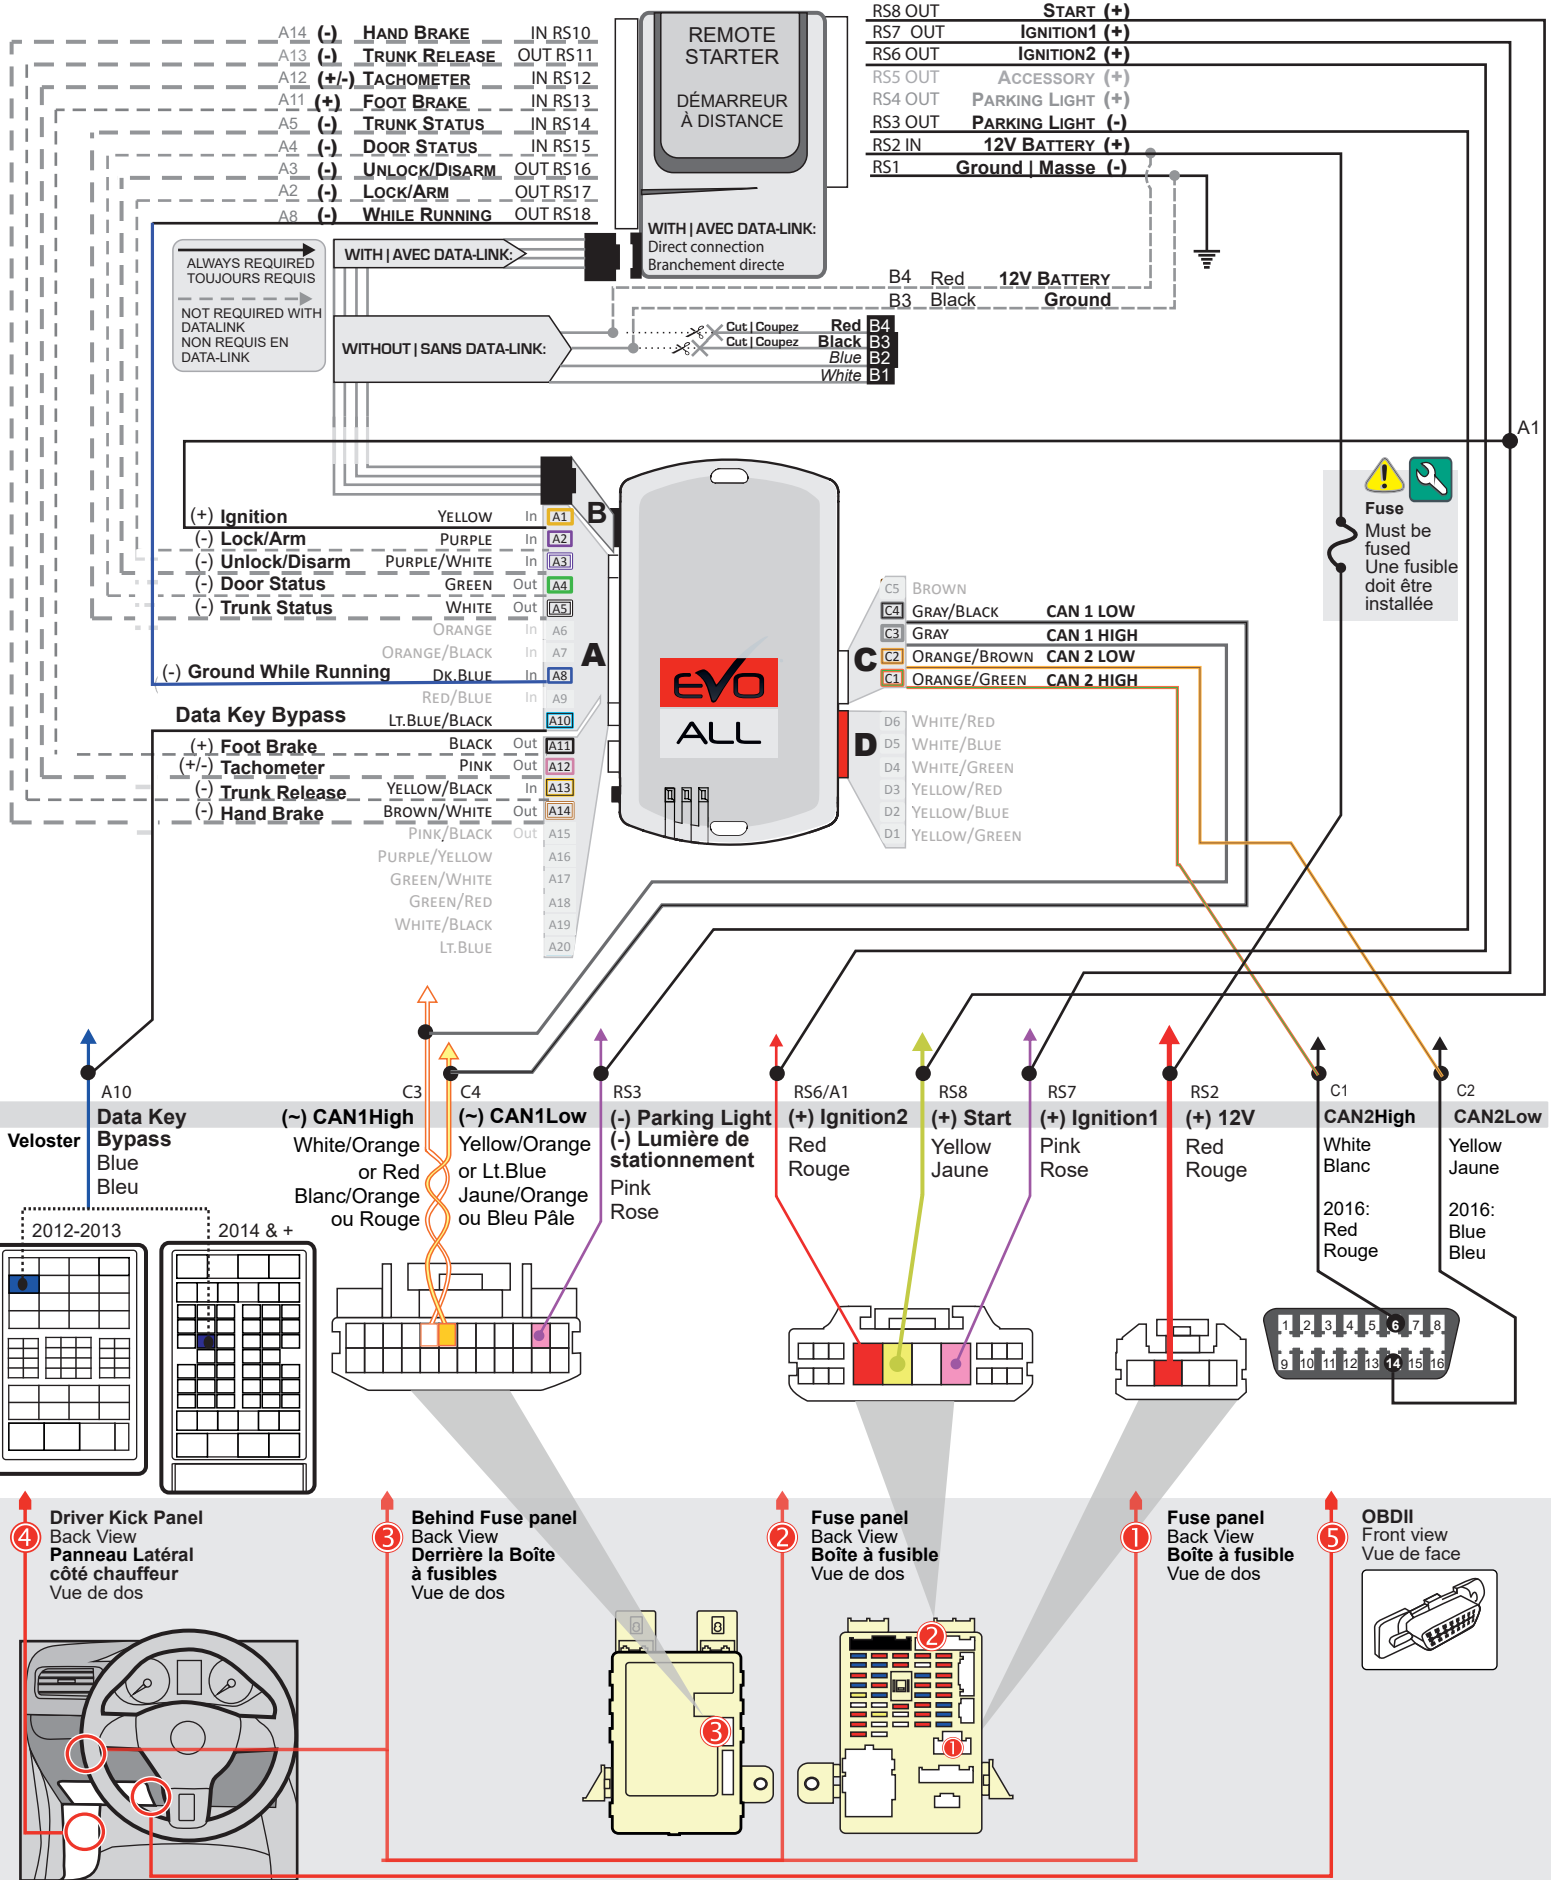 A14 (-) HAND BRAKE IN RS10
A13 (-) TRUNK RELEASE OUT RS11
A12 (+/-) TACHOMETER IN RS12
A11 (+) FOOT BRAKE IN RS13
A5 (-) TRUNK STATUS IN RS14
A4 (-) DOOR STATUS IN RS15
A3 (-) UNLOCK/DISARM OUT RS16
A2 (-) LOCK/ARM OUT RS17
A8 (-) WHILE RUNNING OUT RS18
REMOTE
STARTER
DÉMARREUR
À DISTANCE
WITH | AVEC DATA-LINK:
Direct connection
Branchement directe
RS8 OUT START (+)
RS7 OUT IGNITION1 (+)
RS6 OUT IGNITION2 (+)
RS5 OUT ACCESSORY (+)
RS4 OUT PARKING LIGHT (+)
RS3 OUT PARKING LIGHT (-)
RS2 IN 12V BATTERY (+)
RS1 Ground | Masse (-)
ALWAYS REQUIRED
TOUJOURS REQUIS
NOT REQUIRED WITH
DATALINK
NON REQUIS EN
DATA-LINK
WITH | AVEC DATA-LINK:
WITHOUT | SANS DATA-LINK:
B4 Red 12V BATTERY
B3 Black Ground
Cut | Coupez Red B4
Cut | Coupez Black B3
Blue B2
White B1
A1
Fuse
Must be
fused
Une fusible
doit être
installée
(+) Ignition YELLOW In A1
(-) Lock/Arm PURPLE In A2
(-) Unlock/Disarm PURPLE/WHITE In A3
(-) Door Status GREEN Out A4
(-) Trunk Status WHITE Out A5
ORANGE In A6
ORANGE/BLACK In A7
(-) Ground While Running DK.BLUE In A8
RED/BLUE In A9
Data Key Bypass LT.BLUE/BLACK A10
(+) Foot Brake BLACK Out A11
(+/-) Tachometer PINK Out A12
(-) Trunk Release YELLOW/BLACK In A13
(-) Hand Brake BROWN/WHITE Out A14
PINK/BLACK Out A15
PURPLE/YELLOW A16
GREEN/WHITE A17
GREEN/RED A18
WHITE/BLACK A19
LT.BLUE A20
B
A
EVO
ALL
C
D
C5 BROWN
C4 GRAY/BLACK CAN 1 LOW
C3 GRAY CAN 1 HIGH
C2 ORANGE/BROWN CAN 2 LOW
C1 ORANGE/GREEN CAN 2 HIGH
D6 WHITE/RED
D5 WHITE/BLUE
D4 WHITE/GREEN
D3 YELLOW/RED
D2 YELLOW/BLUE
D1 YELLOW/GREEN
Veloster
A10
Data Key
Bypass
Blue
Bleu
C3
(~) CAN1High
White/Orange
or Red
Blanc/Orange
ou Rouge
C4
(~) CAN1Low
Yellow/Orange
or Lt.Blue
Jaune/Orange
ou Bleu Pâle
RS3
(-) Parking Light
(-) Lumière de
stationnement
Pink
Rose
RS6/A1
(+) Ignition2
Red
Rouge
RS8
(+) Start
Yellow
Jaune
RS7
(+) Ignition1
Pink
Rose
RS2
(+) 12V
Red
Rouge
C1
CAN2High
White
Blanc
2016:
Red
Rouge
C2
CAN2Low
Yellow
Jaune
2016:
Blue
Bleu
2012-2013
2014 & +
1 2 3 4 5 6 7 8
9 10 11 12 13 14 15 16
4
Driver Kick Panel
Back View
Panneau Latéral
côté chauffeur
Vue de dos
3
Behind Fuse panel
Back View
Derrière la Boîte
à fusibles
Vue de dos
2
Fuse panel
Back View
Boîte à fusible
Vue de dos
1
Fuse panel
Back View
Boîte à fusible
Vue de dos
5
OBDII
Front view
Vue de face
8 8
3
2
1